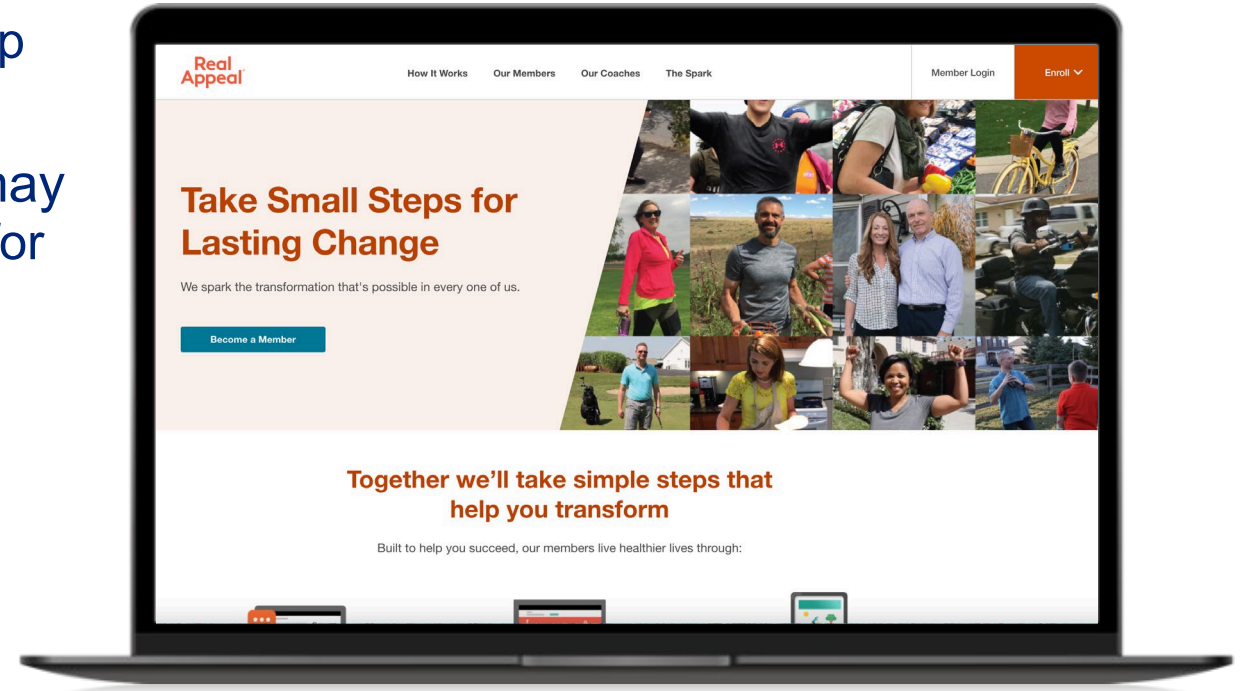 Real
Appeal
How It Works Our Members Our Coaches The Spark Member Login Enroll
Take Small Steps for
Lasting Change
We spark the transformation that's possible in every one of us.
Become a Member
Together we'll take simple steps that
help you transform
Built to help you succeed, our members live healthier lives through: